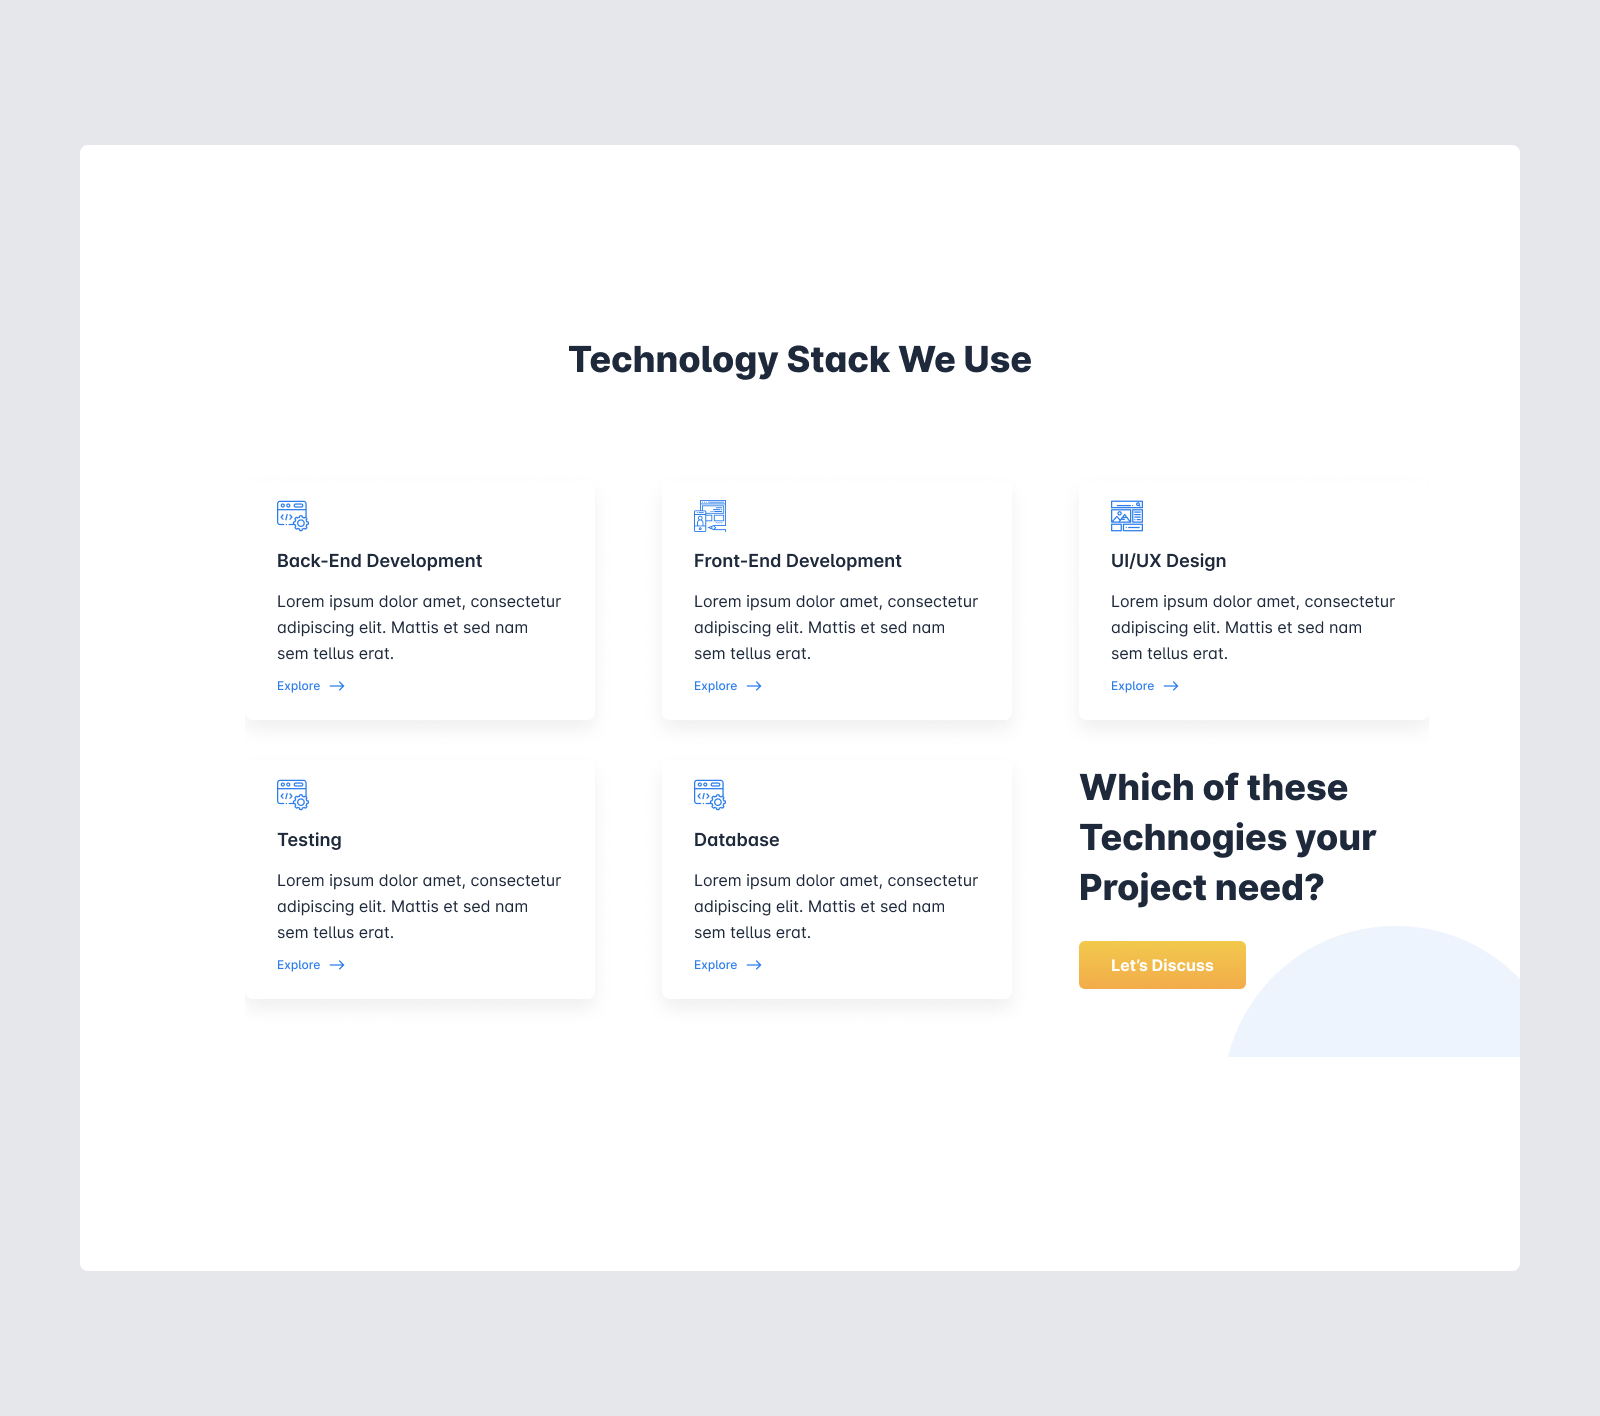 Technology Stack We Use
Back-End Development
Lorem ipsum dolor amet, consectetur
adipiscing elit. Mattis et sed nam
sem tellus erat.
Explore
Front-End Development
Lorem ipsum dolor amet, consectetur
adipiscing elit. Mattis et sed nam
sem tellus erat.
Explore
UI/UX Design
Lorem ipsum dolor amet, consectetur
adipiscing elit. Mattis et sed nam
sem tellus erat.
Explore
Testing
Lorem ipsum dolor amet, consectetur
adipiscing elit. Mattis et sed nam
sem tellus erat.
Explore
Database
Lorem ipsum dolor amet, consectetur
adipiscing elit. Mattis et sed nam
sem tellus erat.
Explore
Which of these
Technogies your
Project need?
Let’s Discuss